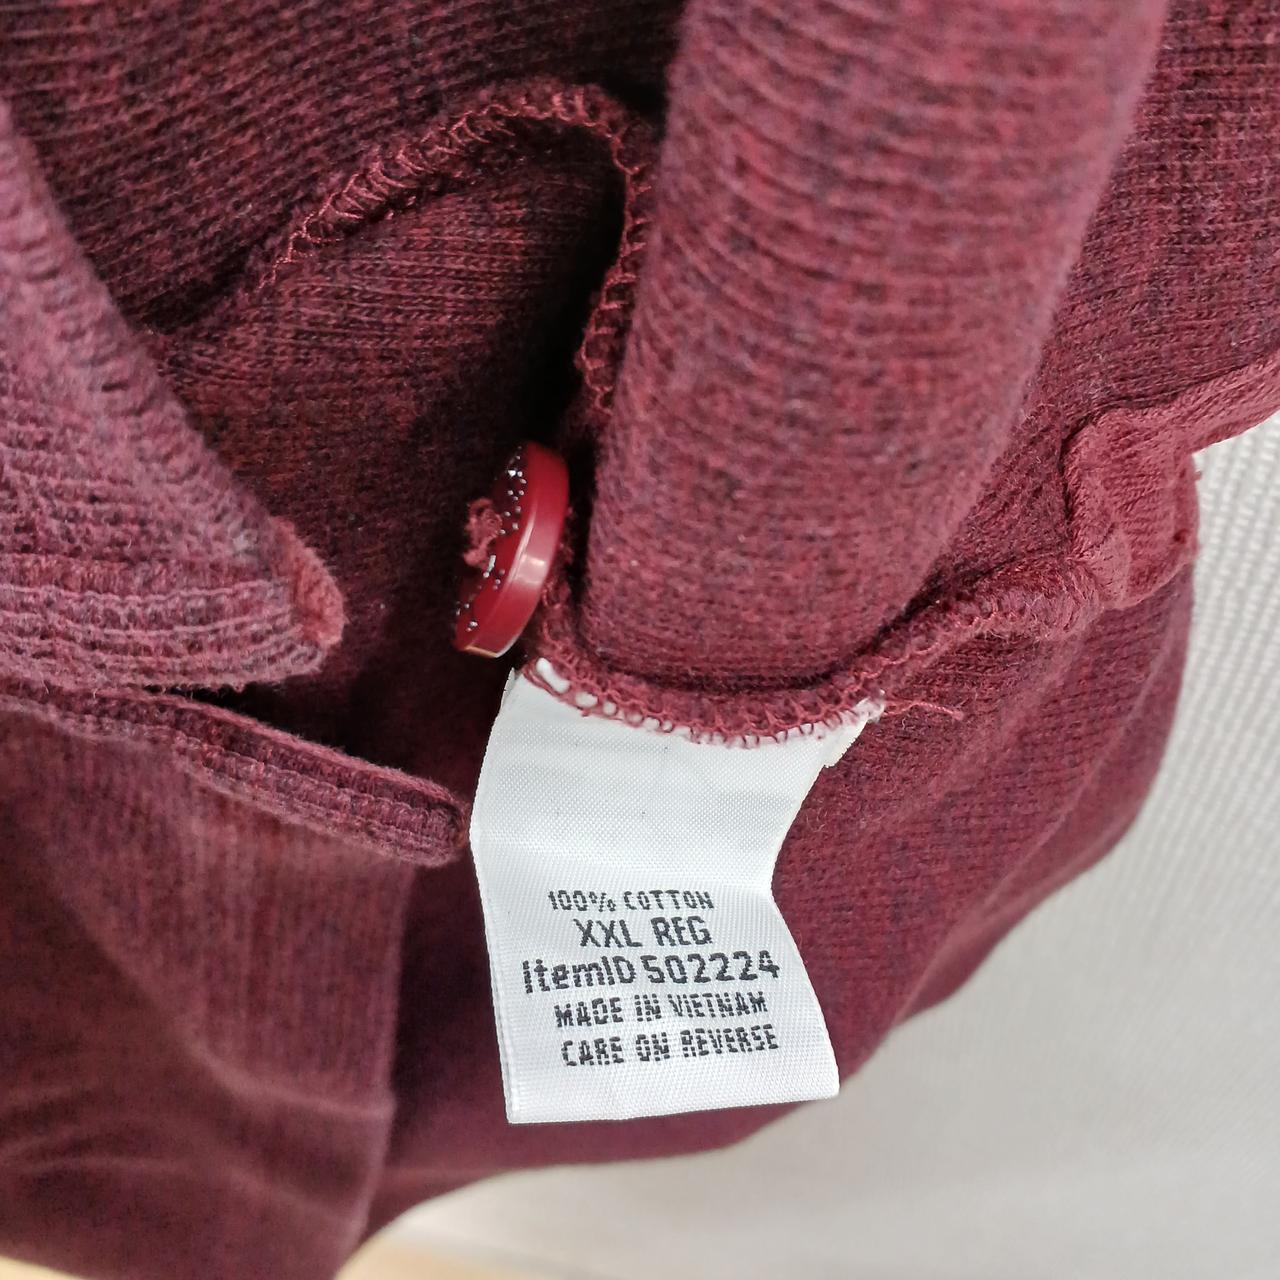 100% COTTON
XXL REG
ItemID 502224
MADE IN VIETNAM
CARE ON REVERSE